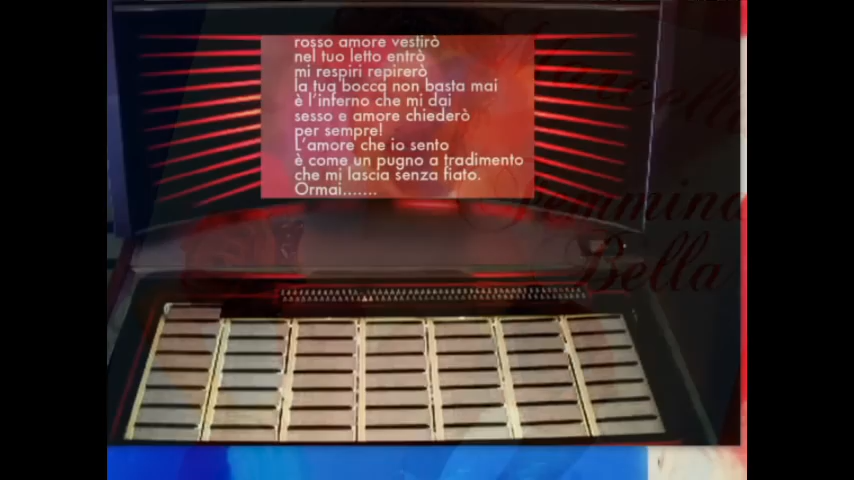 rosso amore vestirò
nel tuo letto entrò
mi respiri repirerò
la tua bocca non basta mai
è l'inferno che mi dai
sesso e amore chiederò
per sempre!
L'amore che io sento
è come un pugno a tradimento
che mi lascia senza fiato.
Ormai.......
Marcella
Femmina
Bella